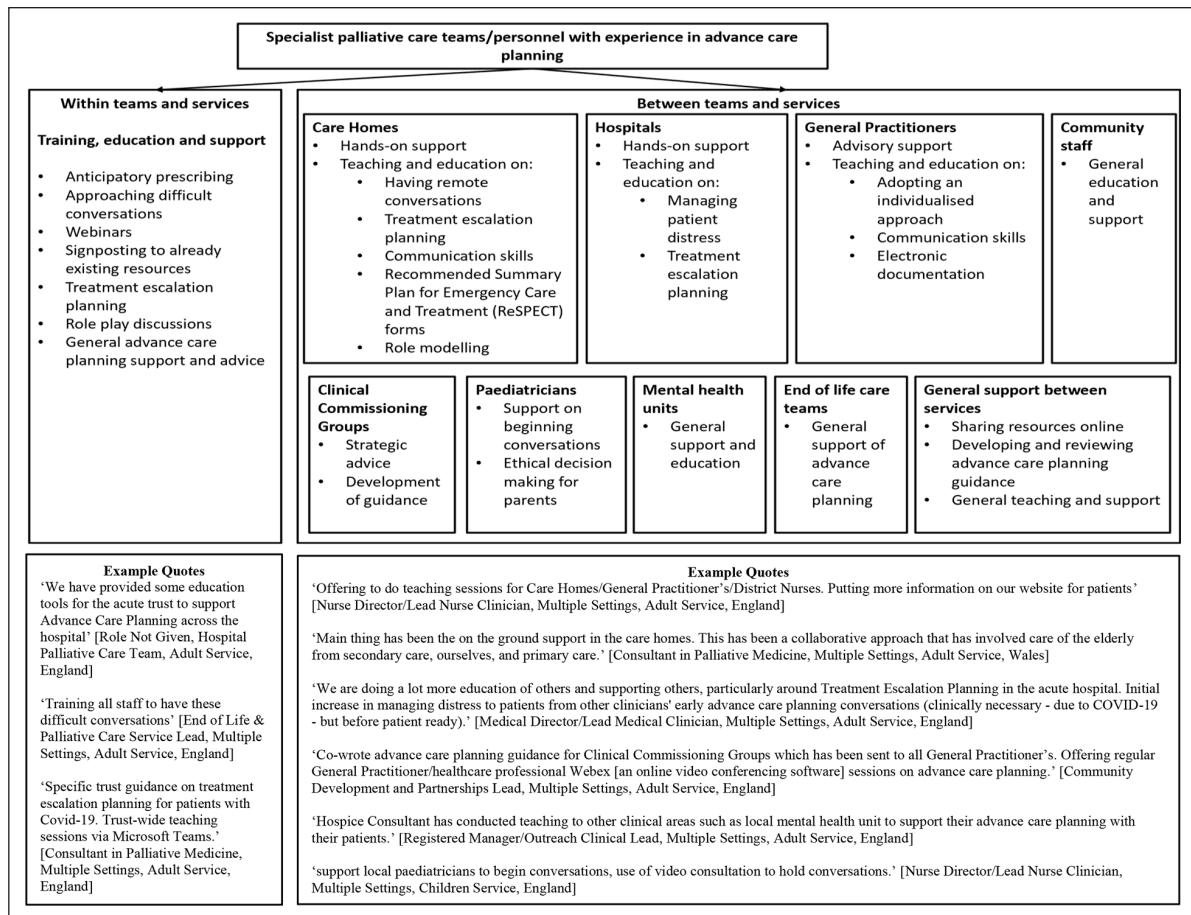 Specialist palliative care teams/personnel with experience in advance care
planning
Within teams and services
Training, education and support
• Anticipatory prescribing
• Approaching difficult
conversations
• Webinars
• Signposting to already
existing resources
• Treatment escalation
planning
• Role play discussions
• General advance care
planning support and advice
Between teams and services
Care Homes
• Hands-on support
• Teaching and education on:
• Having remote
conversations
• Treatment escalation
planning
• Communication skills
• Recommended Summary
Plan for Emergency Care
and Treatment (ReSPECT)
forms
• Role modelling
Hospitals
• Hands-on support
• Teaching and
education on:
• Managing
patient
distress
• Treatment
escalation
planning
General Practitioners
• Advisory support
• Teaching and education on:
• Adopting an
individualised
approach
• Communication skills
• Electronic
documentation
Community
staff
• General
education
and
support
Clinical
Commissioning
Groups
• Strategic
advice
• Development
of guidance
Paediatricians
• Support on
beginning
conversations
• Ethical decision
making for
parents
Mental health
units
• General
support and
education
End of life care
teams
• General
support of
advance
care
planning
General support between
services
• Sharing resources online
• Developing and reviewing
advance care planning
guidance
• General teaching and support
Example Quotes
‘We have provided some education
tools for the acute trust to support
Advance Care Planning across the
hospital’ [Role Not Given, Hospital
Palliative Care Team, Adult Service,
England]
‘Training all staff to have these
difficult conversations’ [End of Life &
Palliative Care Service Lead, Multiple
Settings, Adult Service, England]
‘Specific trust guidance on treatment
escalation planning for patients with
Covid-19. Trust-wide teaching
sessions via Microsoft Teams.’
[Consultant in Palliative Medicine,
Multiple Settings, Adult Service,
England]
Example Quotes
‘Offering to do teaching sessions for Care Homes/General Practitioner’s/District Nurses. Putting more information on our website for patients’
[Nurse Director/Lead Nurse Clinician, Multiple Settings, Adult Service, England]
‘Main thing has been the on the ground support in the care homes. This has been a collaborative approach that has involved care of the elderly
from secondary care, ourselves, and primary care.’ [Consultant in Palliative Medicine, Multiple Settings, Adult Service, Wales]
‘We are doing a lot more education of others and supporting others, particularly around Treatment Escalation Planning in the acute hospital. Initial
increase in managing distress to patients from other clinicians' early advance care planning conversations (clinically necessary - due to COVID-19
- but before patient ready).’ [Medical Director/Lead Medical Clinician, Multiple Settings, Adult Service, England]
‘Co-wrote advance care planning guidance for Clinical Commissioning Groups which has been sent to all General Practitioner’s. Offering regular
General Practitioner/healthcare professional Webex [an online video conferencing software] sessions on advance care planning.’ [Community
Development and Partnerships Lead, Multiple Settings, Adult Service, England]
‘Hospice Consultant has conducted teaching to other clinical areas such as local mental health unit to support their advance care planning with
their patients.’ [Registered Manager/Outreach Clinical Lead, Multiple Settings, Adult Service, England]
‘support local paediatricians to begin conversations, use of video consultation to hold conversations.’ [Nurse Director/Lead Nurse Clinician,
Multiple Settings, Children Service, England]